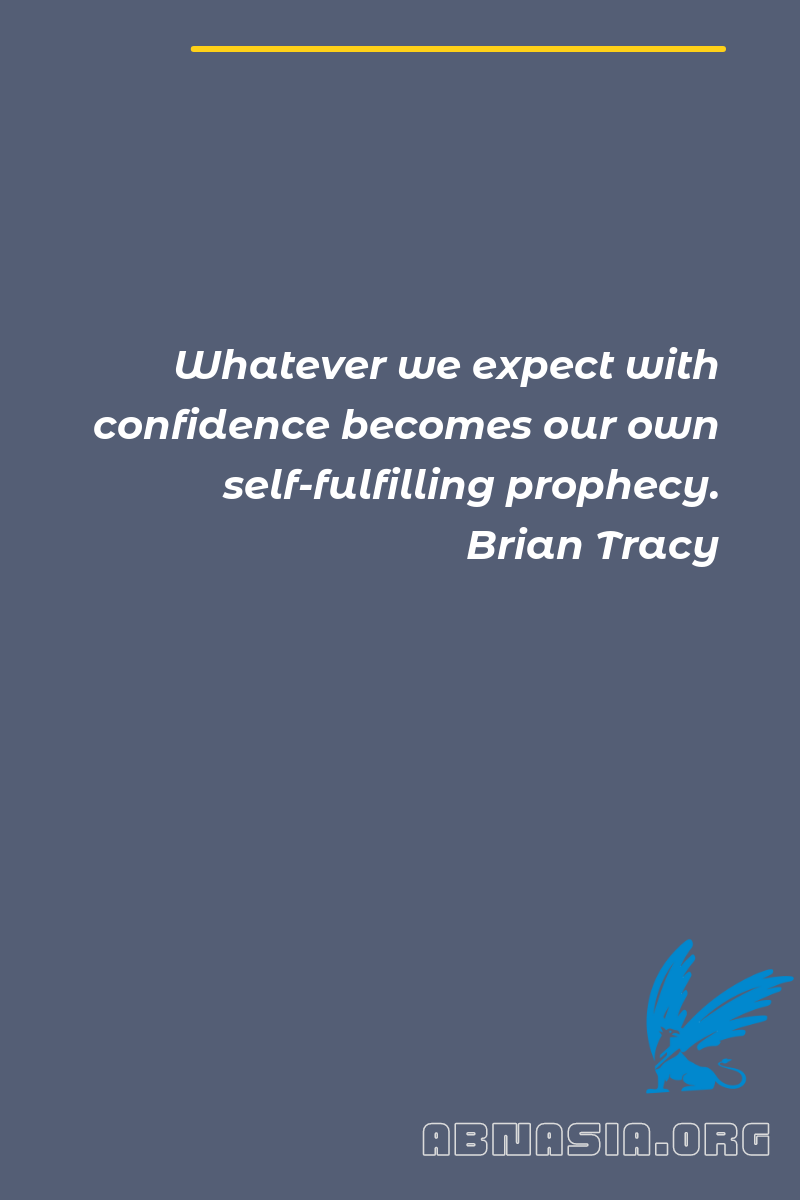 Whatever we expect with
confidence becomes our own
self-fulfilling prophecy.
Brian Tracy
ABNASIA.ORG